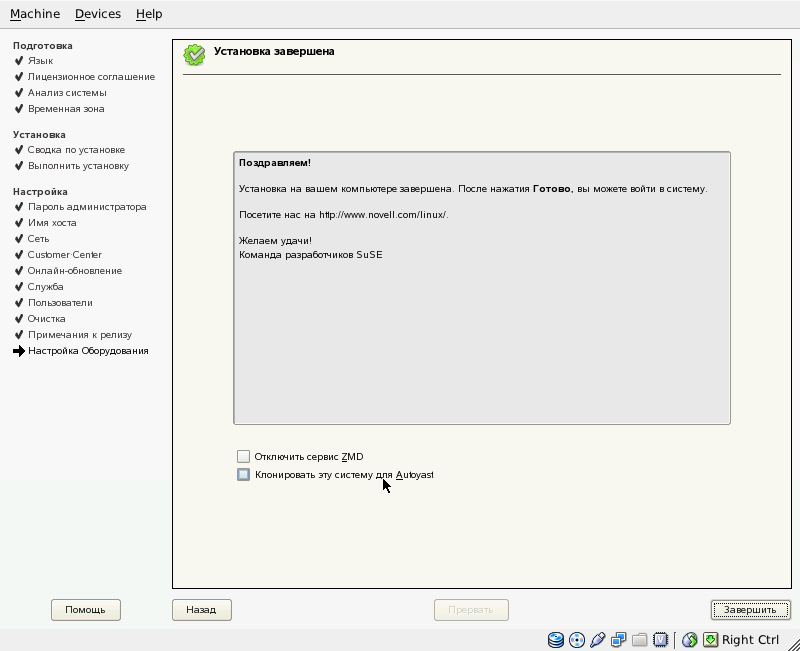 Machine Devices Help
Подготовка
Язык
Лицензионное соглашение
Анализ системы
Временная зона
Установка
Сводка по установке
Выполнить установку
Настройка
Пароль администратора
Имя хоста
Сеть
Customer Center
Онлайн-обновление
Служба
Пользователи
Очистка
Примечания к релизу
Настройка Оборудования
Установка завершена
Поздравляем!
Установка на вашем компьютере завершена. После нажатия Готово, вы можете войти в систему.
Посетите нас на http://www.novell.com/linux/.
Желаем удачи!
Команда разработчиков SuSE
Отключить сервис ZMD
Клонировать эту систему для Autoyast
Помощь Назад Прервать Завершить
Right Ctrl